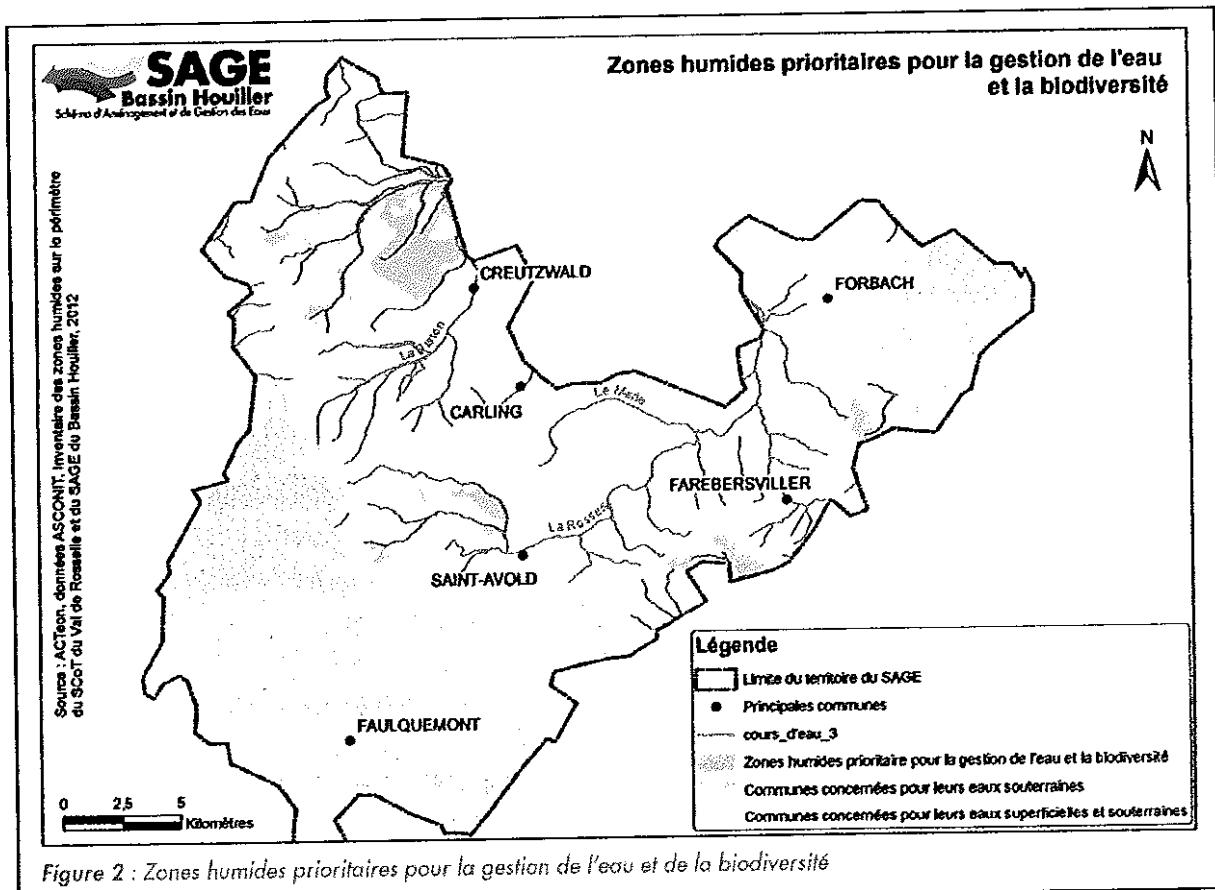 SAGE
Bassin Houiller
Schéma d'Aménagement et de Gestion des Eaux
Zones humides prioritaires pour la gestion de l'eau
et la biodiversité
N
Source : ACTeon, données ASCONIT, Inventaire des zones humides sur le périmètre
du SCoT du Val de Rosselle et du SAGE du Bassin Houiller, 2012
CREUTZWALD
FORBACH
La Bisten
CARLING
Le Merle
FAREBERSVILLER
La Rosselle
SAINT-AVOLD
FAULQUEMONT
0 2,5 5
Kilomètres
Légende
Limite du territoire du SAGE
Principales communes
cours_d'eau_3
Zones humides prioritaire pour la gestion de l'eau et la biodiversité
Communes concernées pour leurs eaux souterraines
Communes concernées pour leurs eaux superficielles et souterraines
Figure 2 : Zones humides prioritaires pour la gestion de l'eau et de la biodiversité